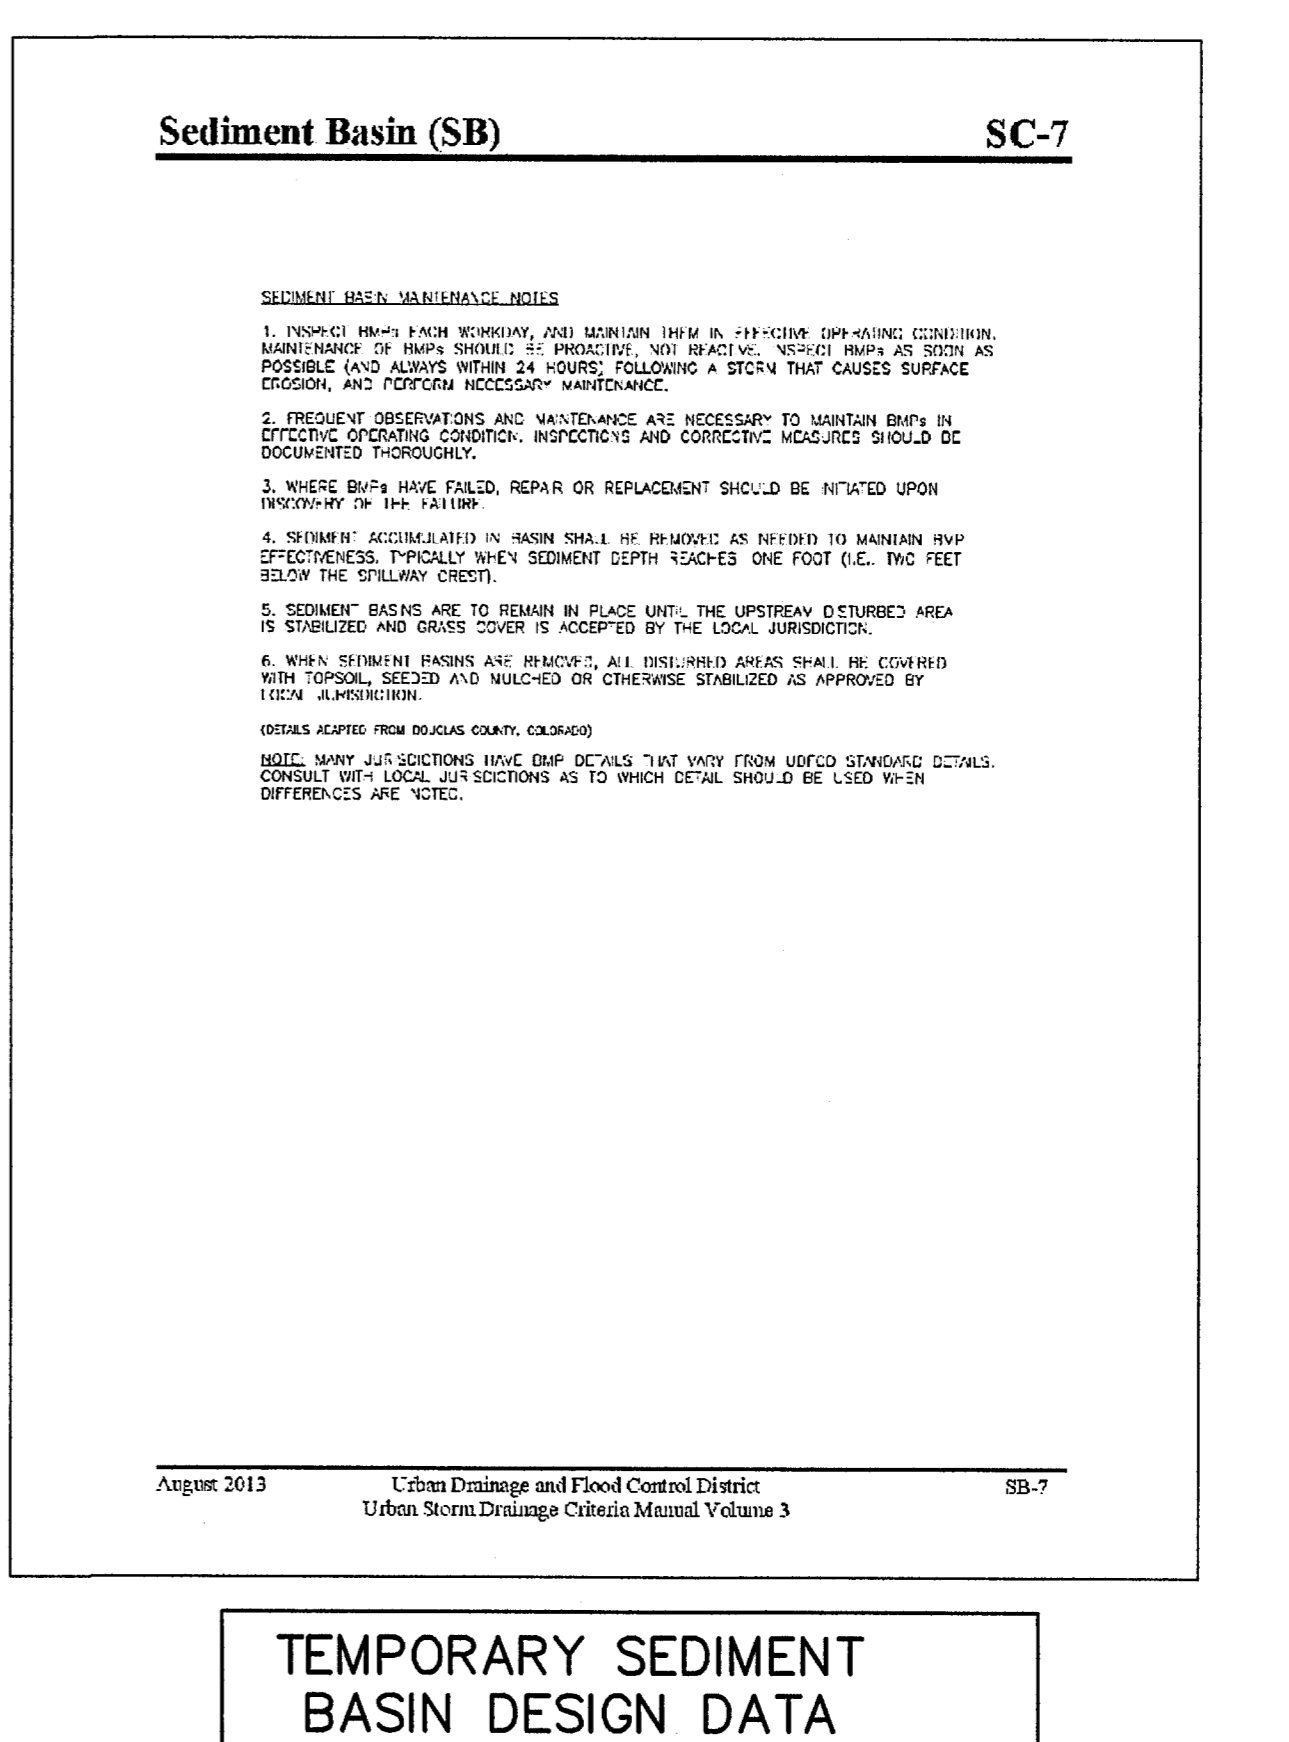 Sediment Basin (SB) SC-7
SEDIMENT BASIN MAINTENANCE NOTES
1. INSPECT BMPs EACH WORKDAY, AND MAINTAIN THEM IN EFFECTIVE OPERATING CONDITION.
MAINTENANCE OF BMPs SHOULD BE PROACTIVE, NOT REACTIVE. INSPECT BMPs AS SOON AS
POSSIBLE (AND ALWAYS WITHIN 24 HOURS) FOLLOWING A STORM THAT CAUSES SURFACE
EROSION, AND PERFORM NECESSARY MAINTENANCE.
2. FREQUENT OBSERVATIONS AND MAINTENANCE ARE NECESSARY TO MAINTAIN BMPs IN
EFFECTIVE OPERATING CONDITION. INSPECTIONS AND CORRECTIVE MEASURES SHOULD BE
DOCUMENTED THOROUGHLY.
3. WHERE BMPs HAVE FAILED, REPAIR OR REPLACEMENT SHOULD BE INITIATED UPON
DISCOVERY OF THE FAILURE.
4. SEDIMENT ACCUMULATED IN BASIN SHALL BE REMOVED AS NEEDED TO MAINTAIN BMP
EFFECTIVENESS, TYPICALLY WHEN SEDIMENT DEPTH REACHES ONE FOOT (I.E., TWO FEET
BELOW THE SPILLWAY CREST).
5. SEDIMENT BASINS ARE TO REMAIN IN PLACE UNTIL THE UPSTREAM DISTURBED AREA
IS STABILIZED AND GRASS COVER IS ACCEPTED BY THE LOCAL JURISDICTION.
6. WHEN SEDIMENT BASINS ARE REMOVED, ALL DISTURBED AREAS SHALL BE COVERED
WITH TOPSOIL, SEEDED AND MULCHED OR OTHERWISE STABILIZED AS APPROVED BY
LOCAL JURISDICTION.
(DETAILS ADAPTED FROM DOUGLAS COUNTY, COLORADO)
NOTE: MANY JURISDICTIONS HAVE BMP DETAILS THAT VARY FROM UDFCD STANDARD DETAILS.
CONSULT WITH LOCAL JURISDICTIONS AS TO WHICH DETAIL SHOULD BE USED WHEN
DIFFERENCES ARE NOTED.
August 2013 Urban Drainage and Flood Control District SB-7
Urban Storm Drainage Criteria Manual Volume 3
TEMPORARY SEDIMENT
BASIN DESIGN DATA